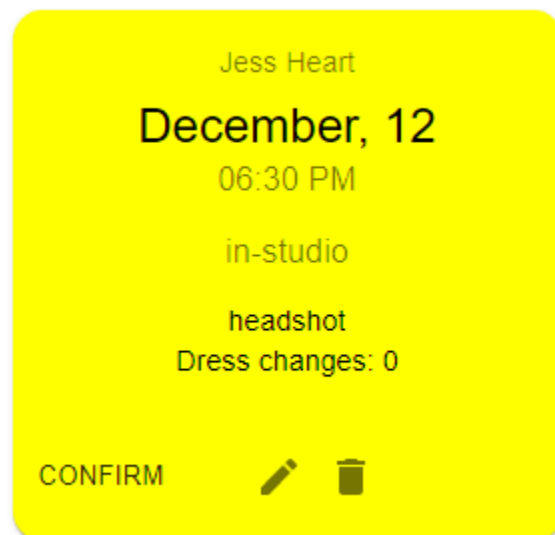 Jess Heart
December, 12
06:30 PM
in-studio
headshot
Dress changes: 0
CONFIRM